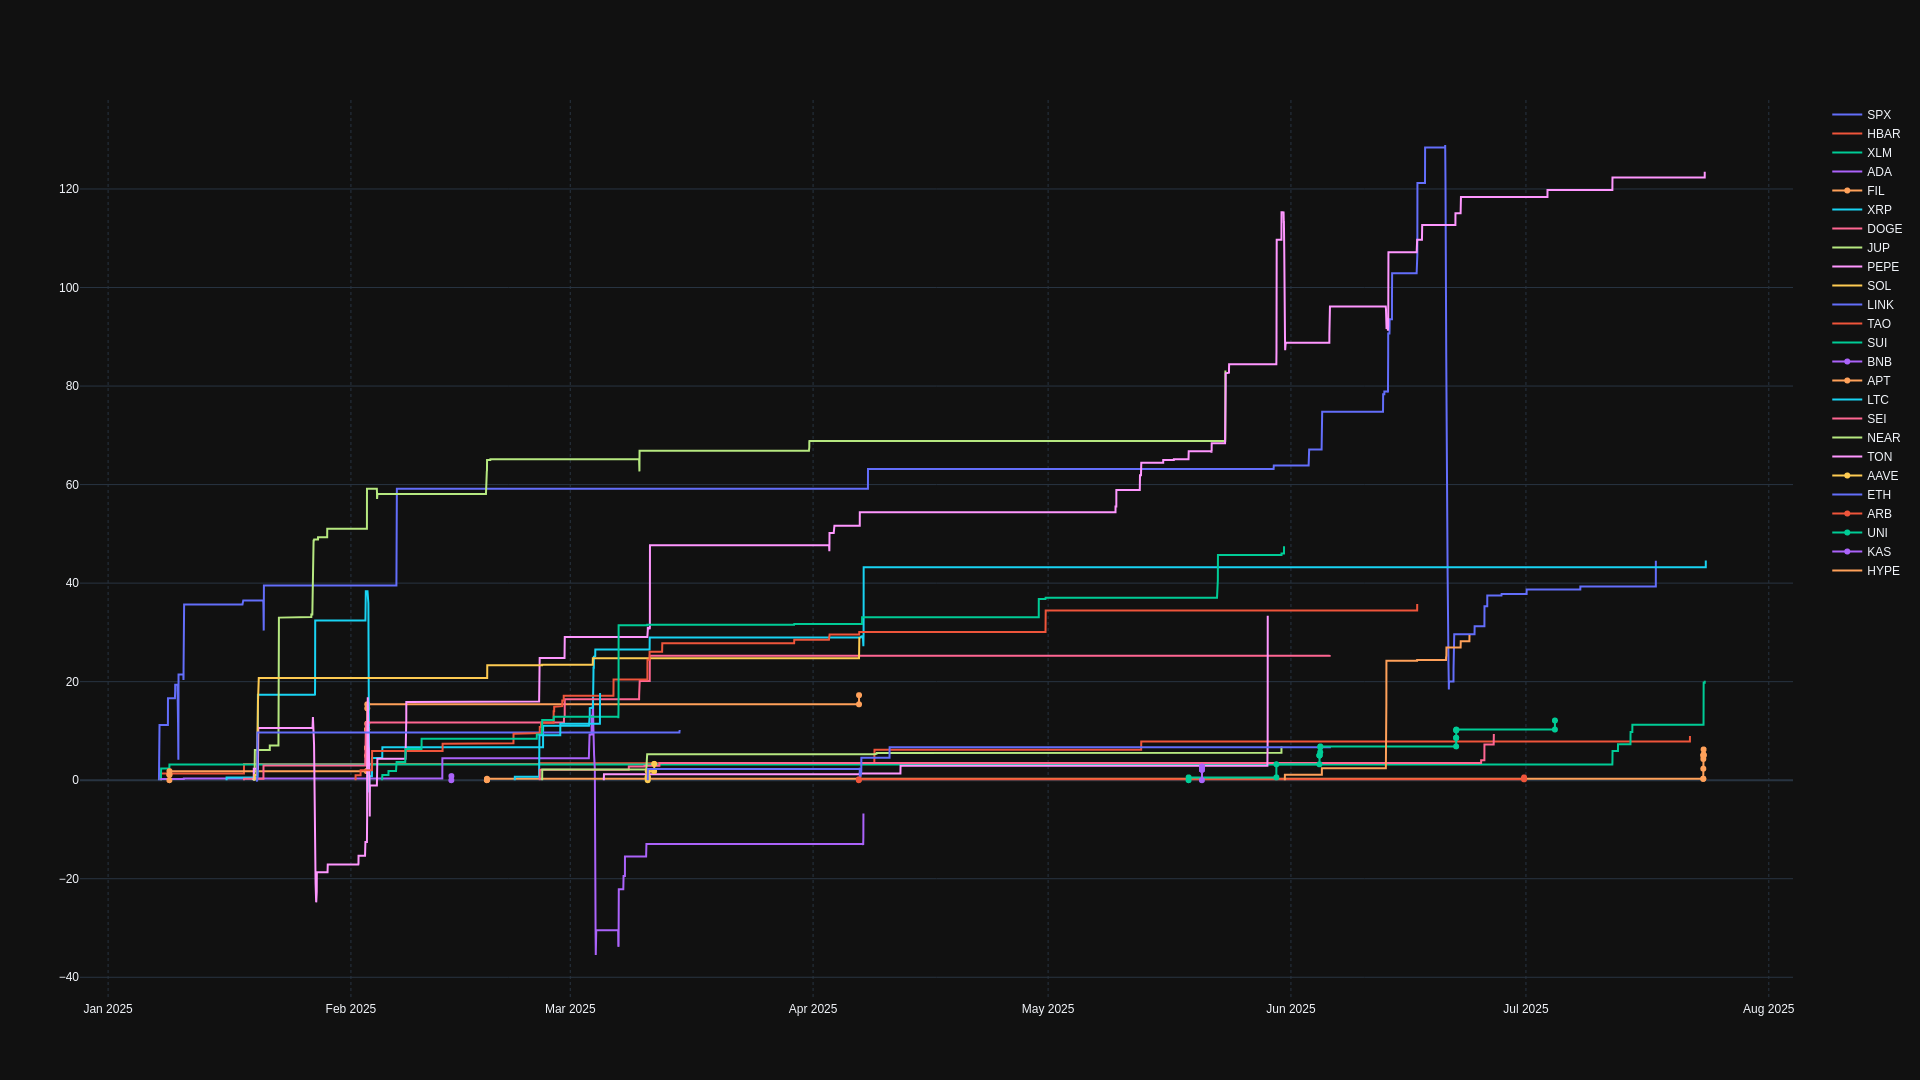 120
100
80
60
40
20
0
−20
−40
Jan 2025
Feb 2025
Mar 2025
Apr 2025
May 2025
Jun 2025
Jul 2025
Aug 2025
SPX
HBAR
XLM
ADA
FIL
XRP
DOGE
JUP
PEPE
SOL
LINK
TAO
SUI
BNB
APT
LTC
SEI
NEAR
TON
AAVE
ETH
ARB
UNI
KAS
HYPE